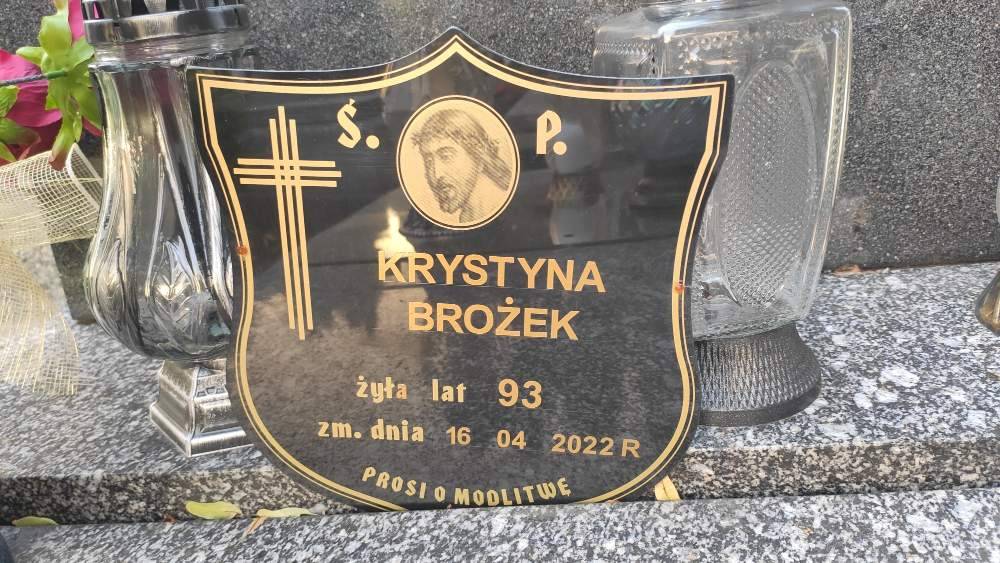 Ś. P.
KRYSTYNA
BROŻEK
żyła lat 93
zm. dnia 16 04 2022 R
PROSI O MODLITWĘ